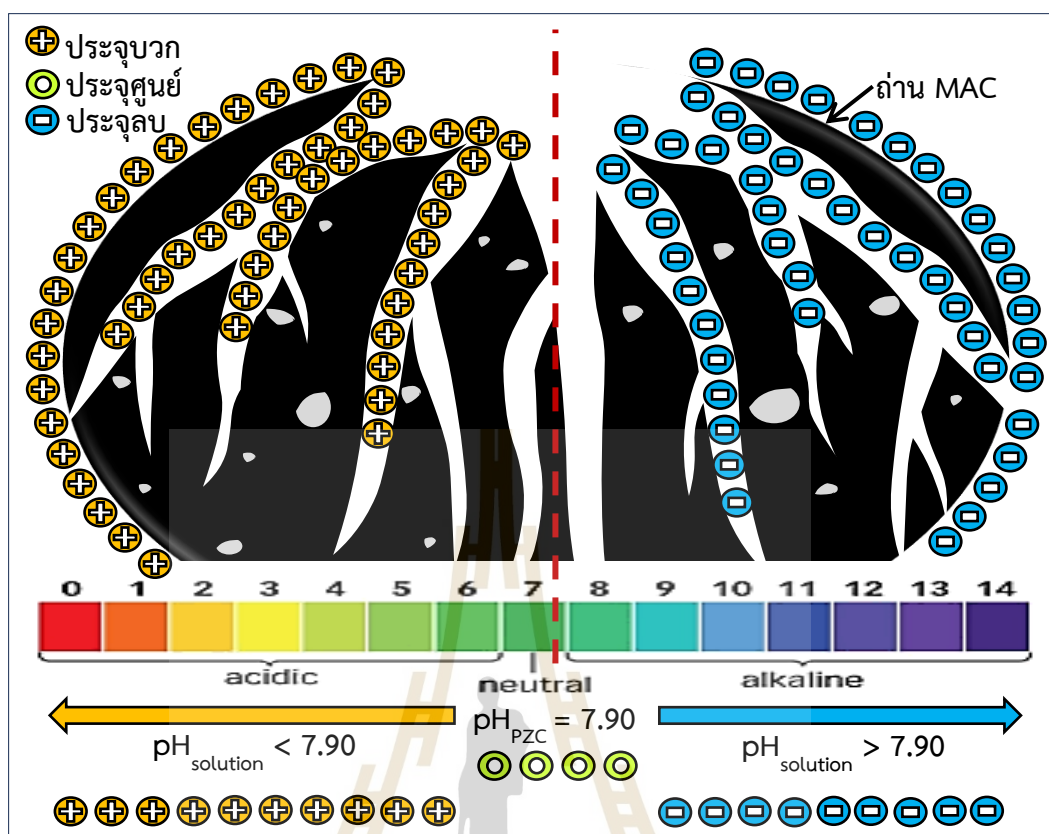 ประจุบวก
ประจุศูนย์
ประจุลบ
ถ่าน MAC
0 1 2 3 4 5 6 7 8 9 10 11 12 13 14
acidic
neutral
alkaline
pHsolution < 7.90
pHPZC = 7.90
pHsolution > 7.90